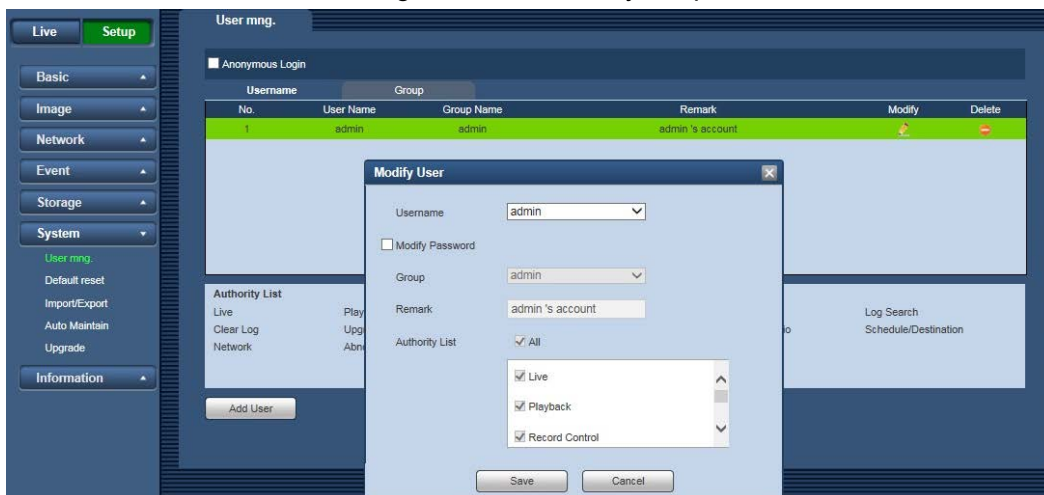 User mng.
Live Setup
Anonymous Login
Basic
Username Group
Image
No. User Name Group Name Remark Modify Delete
1 admin admin admin 's account
Network
Event
Modify User
Storage
Username admin
System
Modify Password
User mng.
Group admin
Default reset
Authority List
Import/Export
Live Remark admin 's account Log Search
Auto Maintain
Clear Log Schedule/Destination
Upgrade
Network Authority List All
Information
Live
Add User
Playback
Record Control
Save Cancel